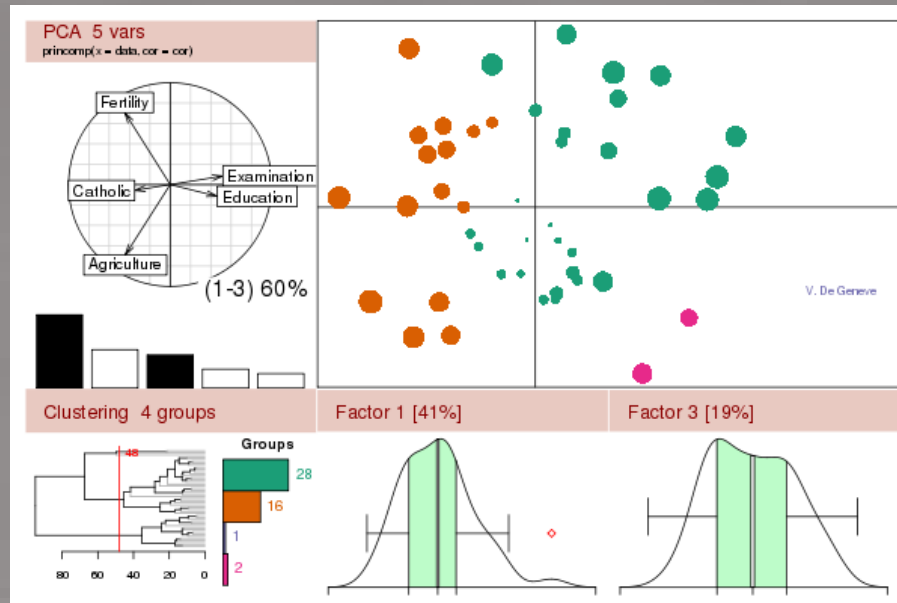 PCA 5 vars
princomp(x = data, cor = cor)
Fertility
Catholic
Examination
Education
Agriculture
(1-3) 60%
V. De Geneve
Clustering 4 groups
Factor 1 [41%]
Factor 3 [19%]
48
Groups
28
16
1
2
80 60 40 20 0